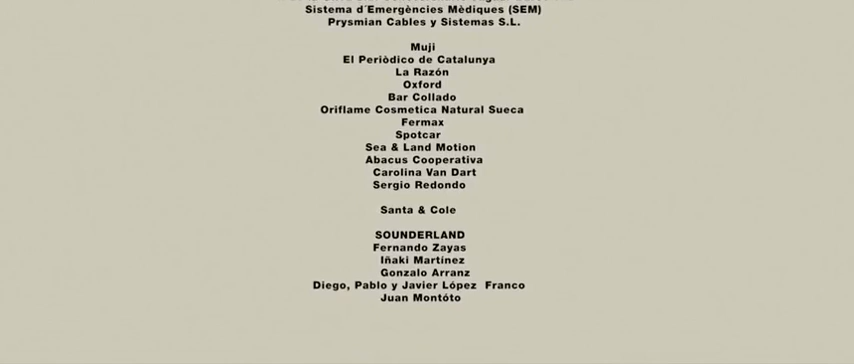 Sistema d´Emergències Mèdiques (SEM)
Prysmian Cables y Sistemas S.L.
Muji
El Periòdico de Catalunya
La Razón
Oxford
Bar Collado
Oriflame Cosmetica Natural Sueca
Fermax
Spotcar
Sea & Land Motion
Abacus Cooperativa
Carolina Van Dart
Sergio Redondo
Santa & Cole
SOUNDERLAND
Fernando Zayas
Iñaki Martínez
Gonzalo Arranz
Diego, Pablo y Javier López  Franco
Juan Montóto